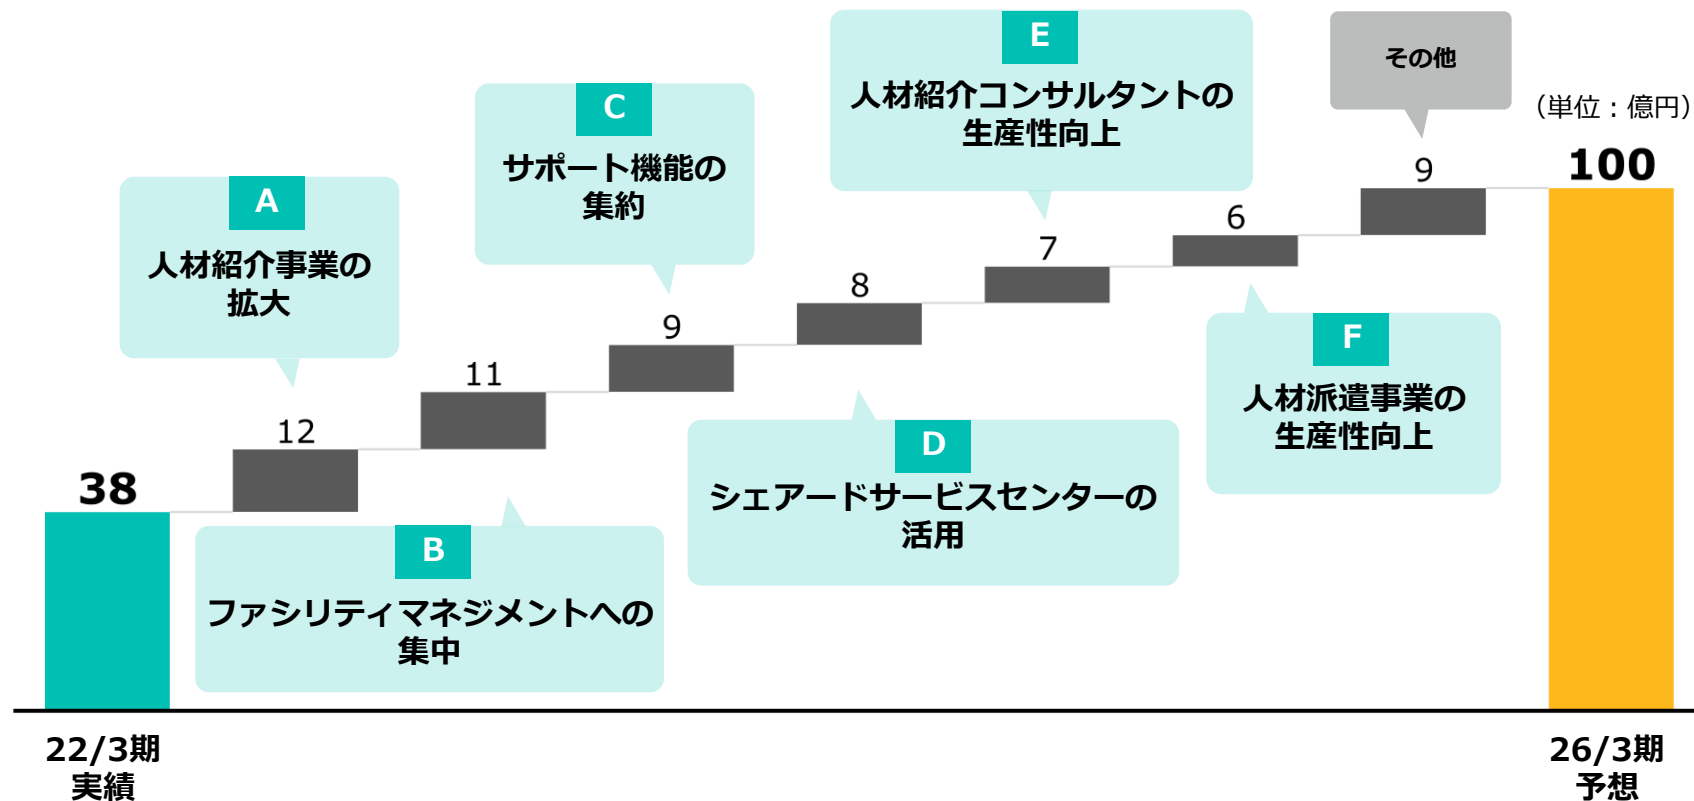 E
人材紹介コンサルタントの
生産性向上
その他
(単位：億円)
C
サポート機能の
集約
A
人材紹介事業の
拡大
38
12
11
9
8
7
6
9
100
F
人材派遣事業の
生産性向上
D
シェアードサービスセンターの
活用
B
ファシリティマネジメントへの
集中
22/3期
実績
26/3期
予想